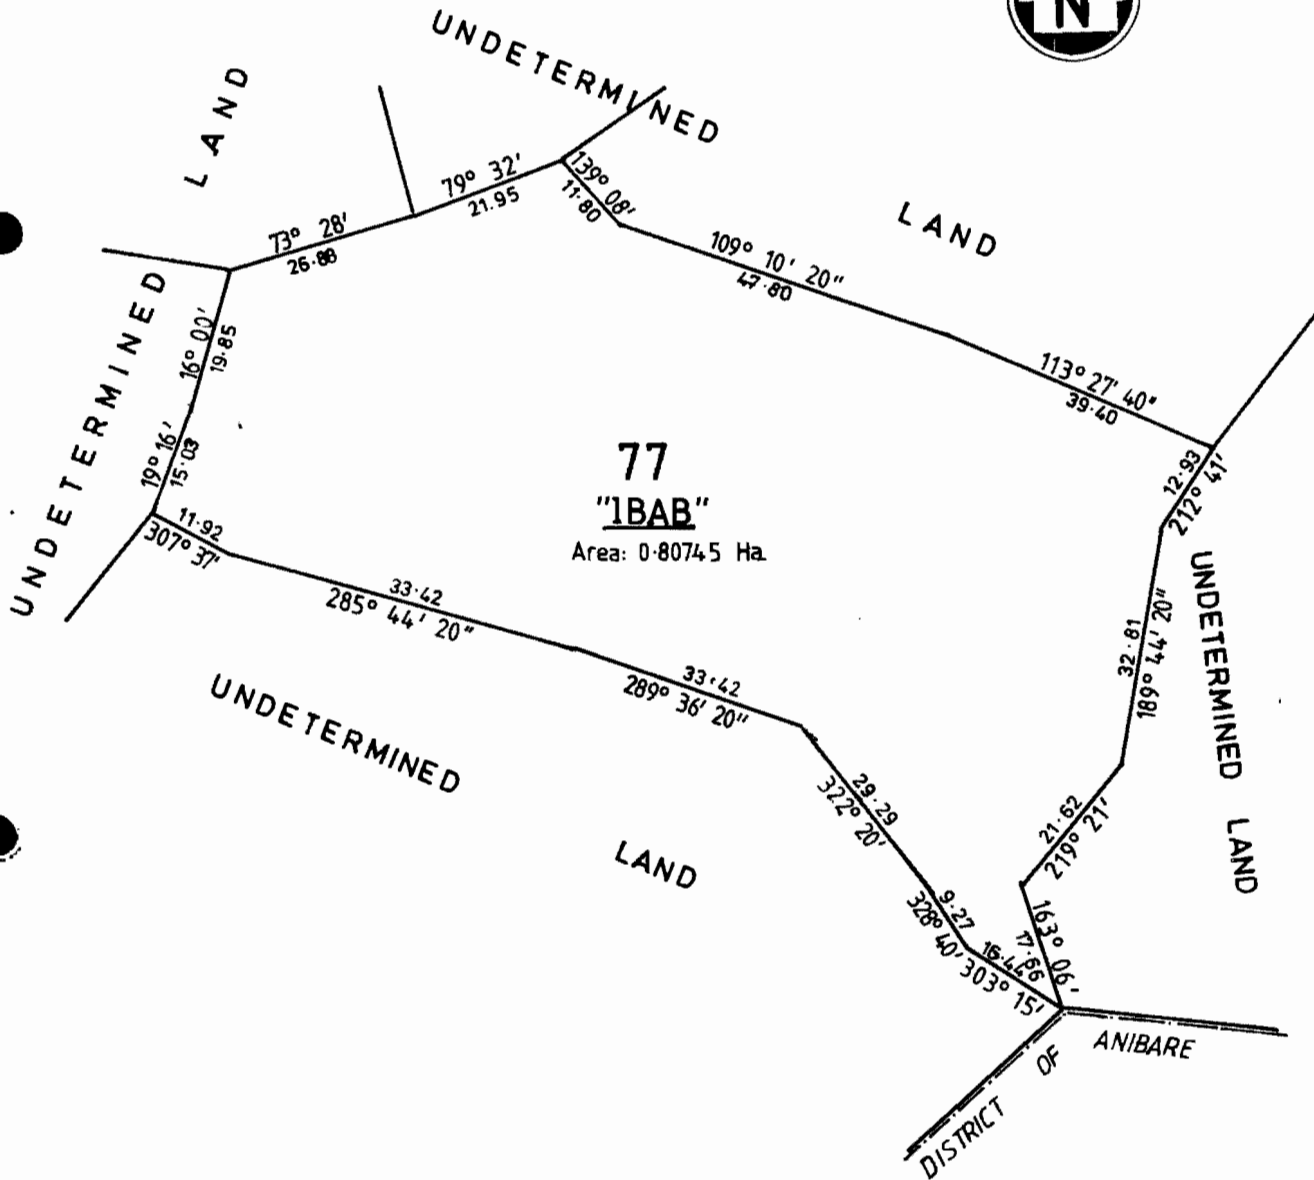 N
UNDETERMINED
LAND
LAND
UNDETERMINED
73° 28'
26·88
79° 32'
21.95
139° 08'
11·80
109° 10' 20"
47·80
113° 27' 40"
39·40
12·93
212° 41'
16° 00'
19·85
19° 16'
15·03
11·92
307° 37'
77
"IBAB"
Area: 0·80745 Ha
33·42
285° 44' 20"
33·42
289° 36' 20"
32·81
189° 44' 20"
UNDETERMINED LAND
UNDETERMINED
LAND
29·29
322° 20'
21·62
219° 21'
9·27
328° 40'
16·44
303° 15'
163° 06'
17·66
DISTRICT OF ANIBARE